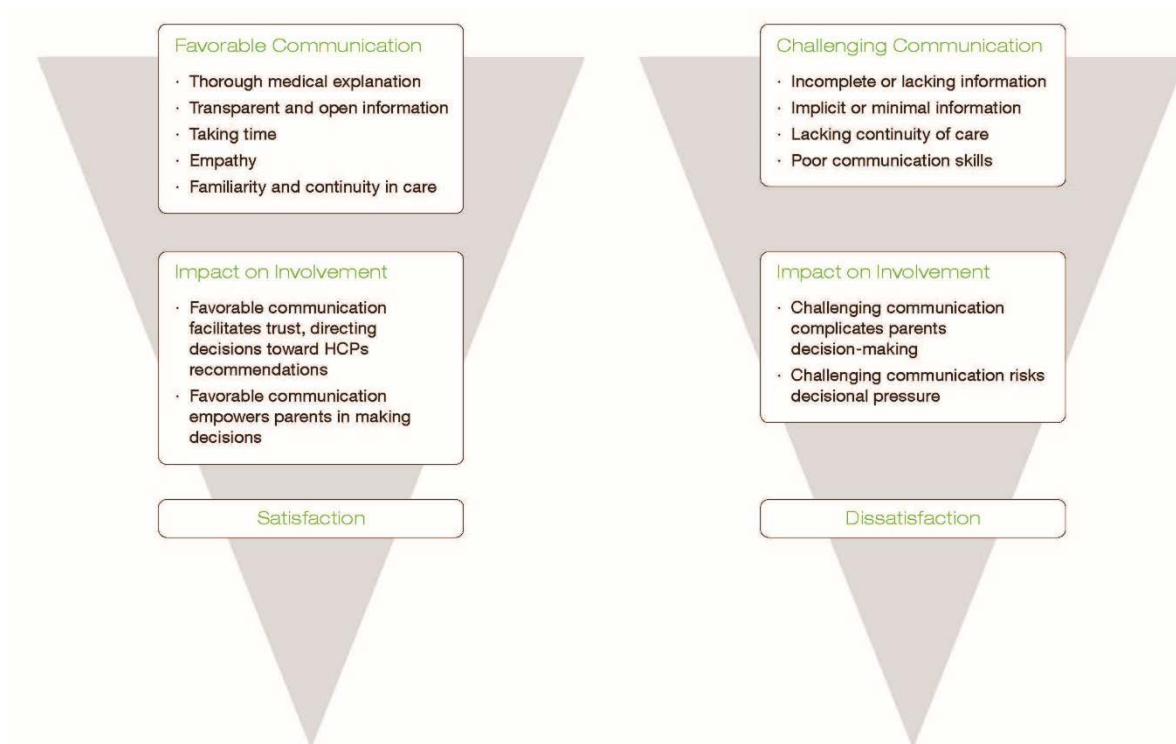 Favorable Communication
· Thorough medical explanation
· Transparent and open information
· Taking time
· Empathy
· Familiarity and continuity in care
Impact on Involvement
· Favorable communication
facilitates trust, directing
decisions toward HCPs
recommendations
· Favorable communication
empowers parents in making
decisions
Satisfaction
Challenging Communication
· Incomplete or lacking information
· Implicit or minimal information
· Lacking continuity of care
· Poor communication skills
Impact on Involvement
· Challenging communication
complicates parents
decision-making
· Challenging communication risks
decisional pressure
Dissatisfaction